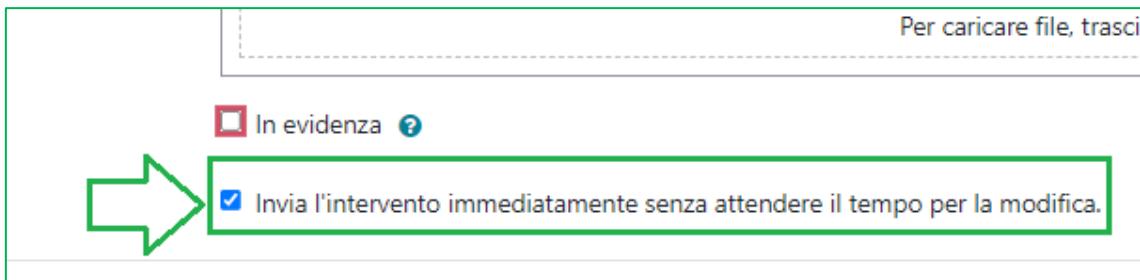 Per caricare file, trasci
In evidenza
Invia l'intervento immediatamente senza attendere il tempo per la modifica.